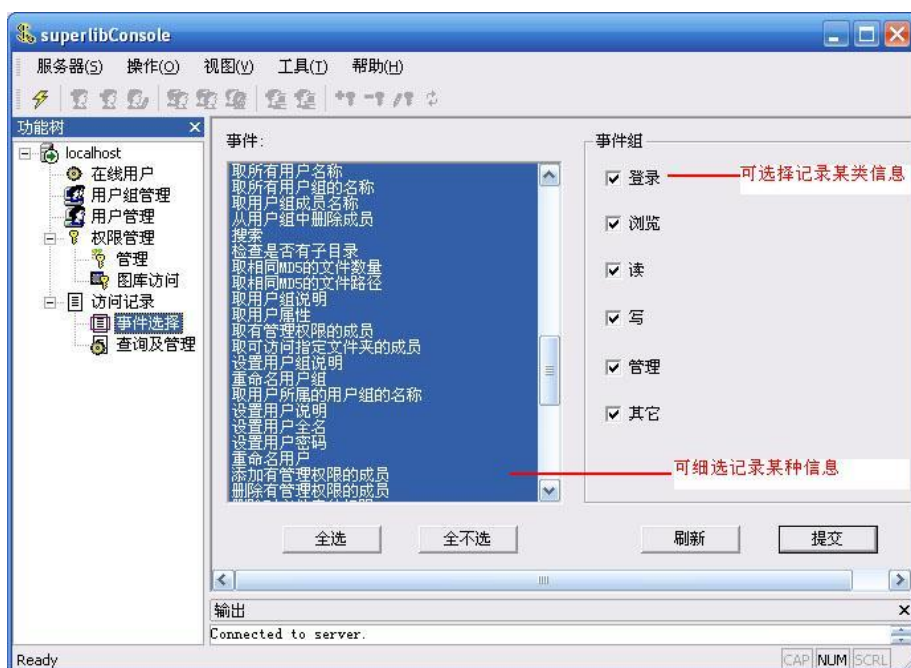 superlibConsole
服务器(S) 操作(O) 视图(V) 工具(T) 帮助(H)
功能树
localhost
在线用户
用户组管理
用户管理
权限管理
管理
图库访问
访问记录
事件选择
查询及管理
事件:
取所有用户名称
取所有用户组的名称
取用户组成员名称
从用户组中删除成员
搜索
检查是否有子目录
取相同MD5的文件数量
取相同MD5的文件路径
取用户组说明
取用户属性
取有管理权限的成员
取可访问指定文件夹的成员
设置用户组说明
重命名用户组
取用户所属的用户组的名称
设置用户说明
设置用户全名
设置用户密码
重命名用户
添加有管理权限的成员
删除有管理权限的成员
事件组
登录
可选择记录某类信息
浏览
读
写
管理
其它
可细选记录某种信息
全选
全不选
刷新
提交
输出
Connected to server.
Ready
CAP NUM SCRL